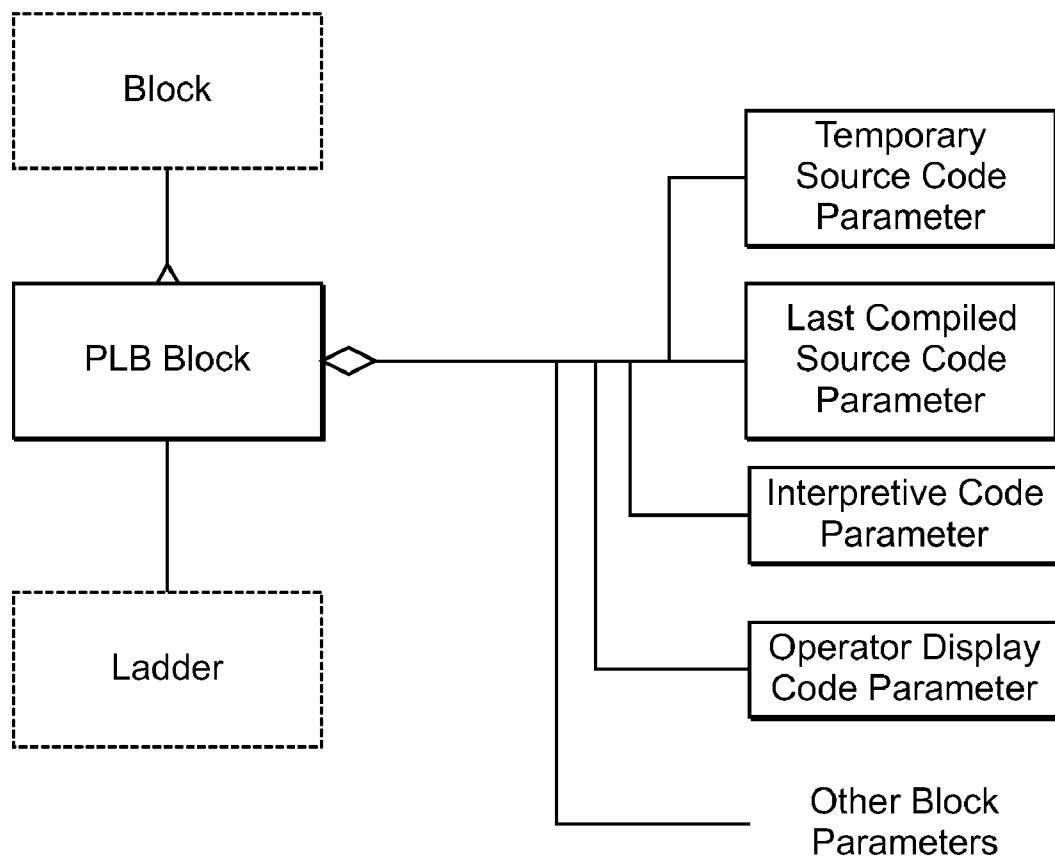 Block
PLB Block
Ladder
Temporary
Source Code
Parameter
Last Compiled
Source Code
Parameter
Interpretive Code
Parameter
Operator Display
Code Parameter
Other Block
Parameters